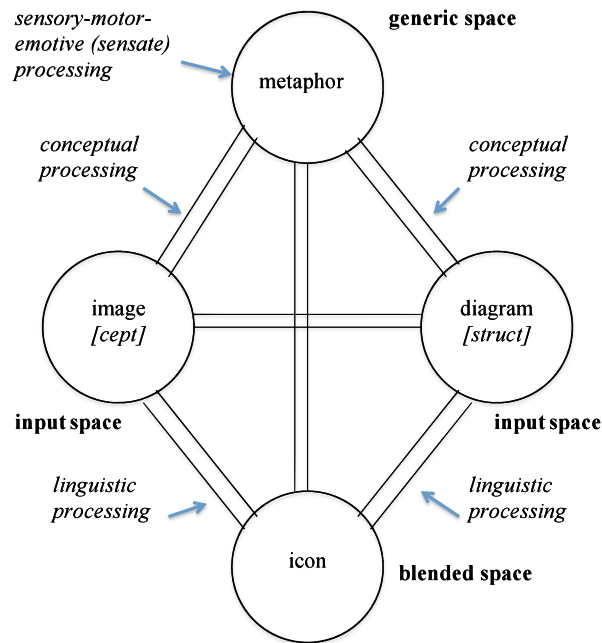 sensory-motor-
emotive (sensate)
processing
generic space
metaphor
conceptual
processing
conceptual
processing
image
[cept]
diagram
[struct]
input space
input space
linguistic
processing
linguistic
processing
icon
blended space